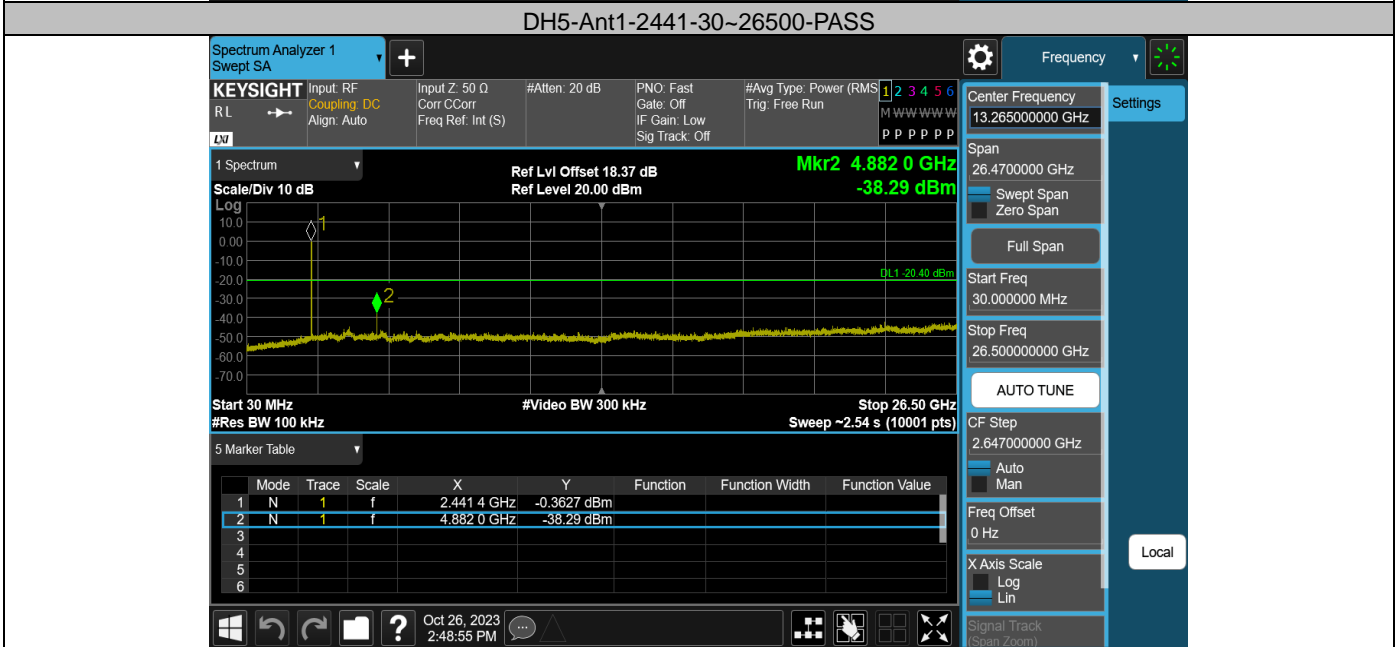 DH5-Ant1-2441-30~26500-PASS
Spectrum Analyzer 1
Swept SA
Frequency
KEYSIGHT
RL
LXI
Input: RF
Coupling: DC
Align: Auto
Input Z: 50 Ω
Corr CCorr
Freq Ref: Int (S)
#Atten: 20 dB
PNO: Fast
Gate: Off
IF Gain: Low
Sig Track: Off
#Avg Type: Power (RMS
Trig: Free Run
1 2 3 4 5 6
M W W W W W
P P P P P P
1 Spectrum
Scale/Div 10 dB
Ref Lvl Offset 18.37 dB
Ref Level 20.00 dBm
Mkr2 4.882 0 GHz
-38.29 dBm
Log
10.0
0.00
-10.0
-20.0
-30.0
-40.0
-50.0
-60.0
-70.0
1
2
DL1 -20.40 dBm
Start 30 MHz
#Res BW 100 kHz
#Video BW 300 kHz
Stop 26.50 GHz
Sweep ~2.54 s (10001 pts)
5 Marker Table
Mode Trace Scale X Y Function Function Width Function Value
1 N 1 f 2.441 4 GHz -0.3627 dBm
2 N 1 f 4.882 0 GHz -38.29 dBm
3
4
5
6
Center Frequency
13.265000000 GHz
Settings
Span
26.4700000 GHz
Swept Span
Zero Span
Full Span
Start Freq
30.000000 MHz
Stop Freq
26.500000000 GHz
AUTO TUNE
CF Step
2.647000000 GHz
Auto
Man
Freq Offset
0 Hz
X Axis Scale
Log
Lin
Local
Signal Track
(Span Zoom)
?
Oct 26, 2023
2:48:55 PM